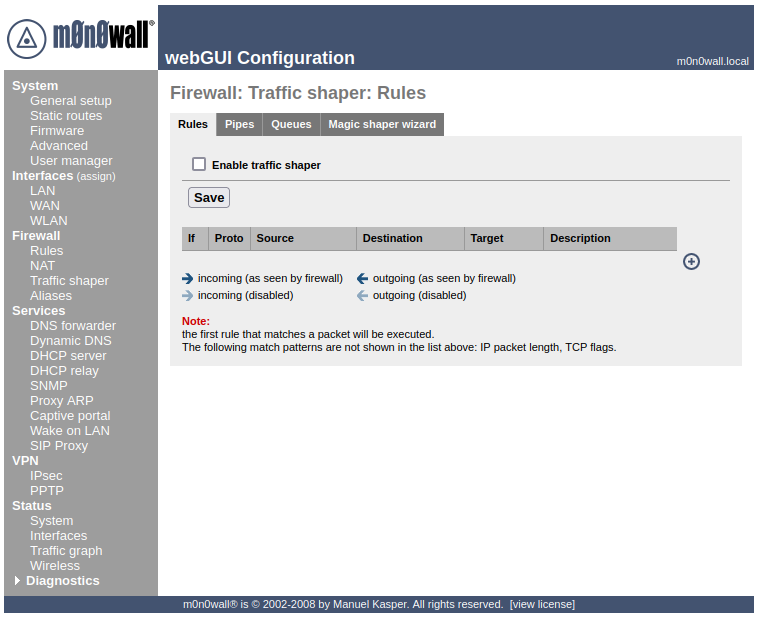 m0n0wall®
webGUI Configuration
m0n0wall.local
System
General setup
Static routes
Firmware
Advanced
User manager
Interfaces (assign)
LAN
WAN
WLAN
Firewall
Rules
NAT
Traffic shaper
Aliases
Services
DNS forwarder
Dynamic DNS
DHCP server
DHCP relay
SNMP
Proxy ARP
Captive portal
Wake on LAN
SIP Proxy
VPN
IPsec
PPTP
Status
System
Interfaces
Traffic graph
Wireless
Diagnostics
Firewall: Traffic shaper: Rules
Rules Pipes Queues Magic shaper wizard
Enable traffic shaper
Save
If Proto Source Destination Target Description
incoming (as seen by firewall) outgoing (as seen by firewall)
incoming (disabled) outgoing (disabled)
Note:
the first rule that matches a packet will be executed.
The following match patterns are not shown in the list above: IP packet length, TCP flags.
m0n0wall® is © 2002-2008 by Manuel Kasper. All rights reserved. [view license]